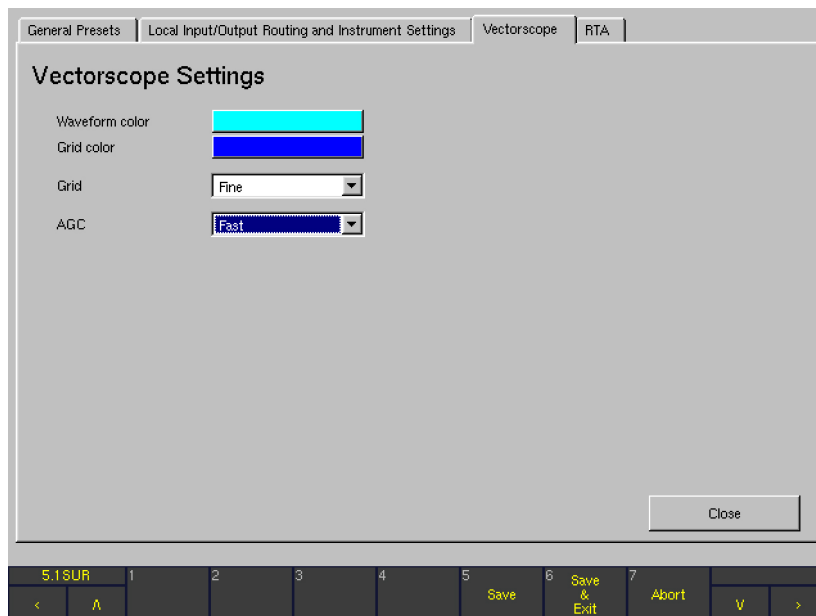 General Presets Local Input/Output Routing and Instrument Settings Vectorscope RTA
Vectorscope Settings
Waveform color
Grid color
Grid Fine
AGC Fast
Close
5.1SUR 1 2 3 4 5 Save 6 Save & Exit 7 Abort
< Λ V >